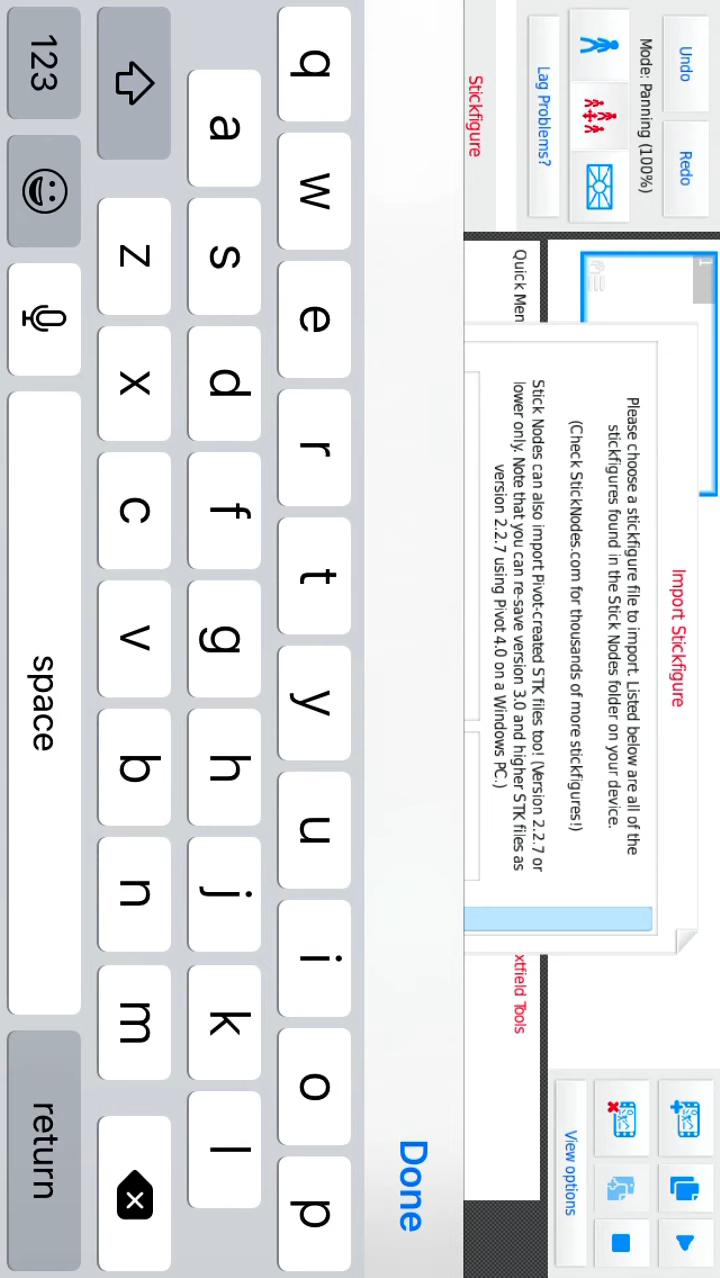 Undo
Redo
Mode: Panning (100%)
Lag Problems?
Stickfigure
1
Quick Men
Import Stickfigure
Please choose a stickfigure file to import. Listed below are all of the
stickfigures found in the Stick Nodes folder on your device.
(Check StickNodes.com for thousands of more stickfigures!)
Stick Nodes can also import Pivot-created STK files too! (Version 2.2.7 or
lower only. Note that you can re-save version 3.0 and higher STK files as
version 2.2.7 using Pivot 4.0 on a Windows PC.)
xtfield Tools
View options
Done
q w e r t y u i o p
a s d f g h j k l
z x c v b n m
123
space
return